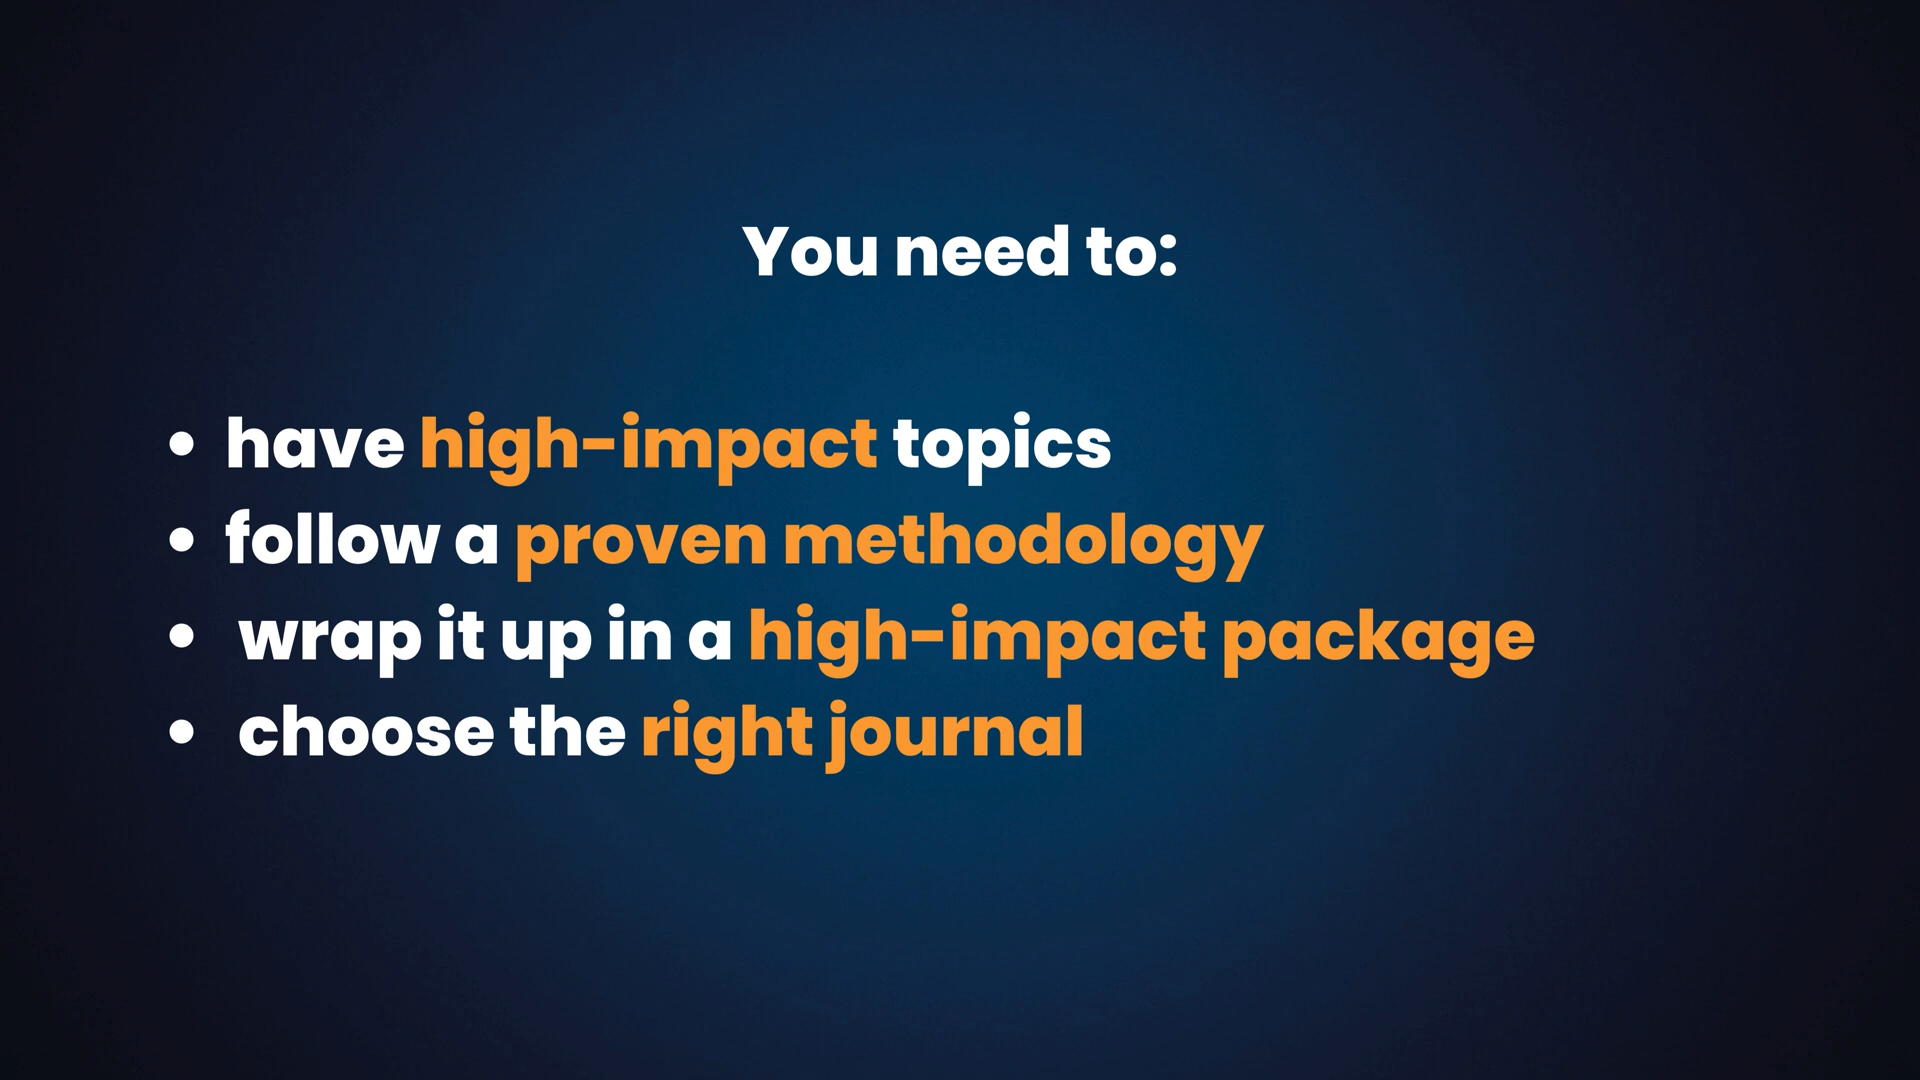 You need to:
• have high-impact topics
• follow a proven methodology
• wrap it up in a high-impact package
• choose the right journal